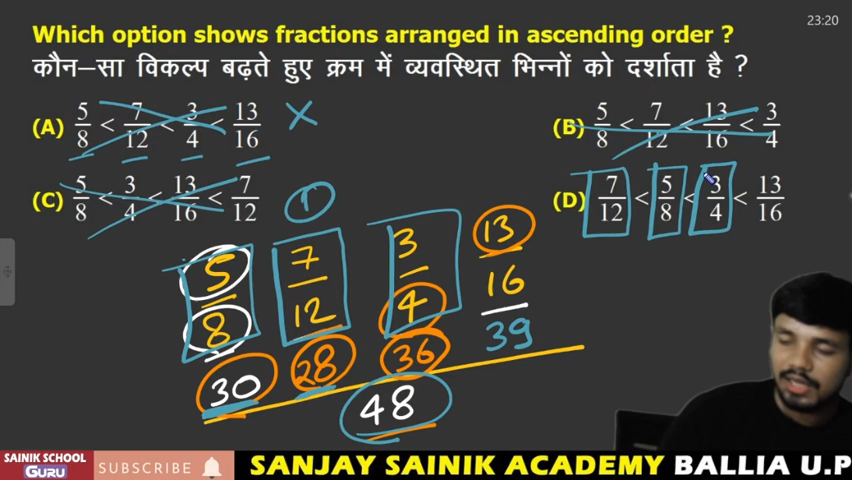 23:20
Which option shows fractions arranged in ascending order ?
कौन-सा विकल्प बढ़ते हुए क्रम में व्यवस्थित भिन्नों को दर्शाता है ?
(A) 5/8 < 7/12 < 3/4 < 13/16 ×
(B) 5/8 < 7/12 < 13/16 < 3/4
(C) 5/8 < 3/4 < 13/16 < 7/12
(D) 7/12 < 5/8 < 3/4 < 13/16
1
5/8 7/12 3/4 13/16
30 28 36 39
48
SAINIK SCHOOL
GURU
SUBSCRIBE
SANJAY SAINIK ACADEMY BALLIA U.P